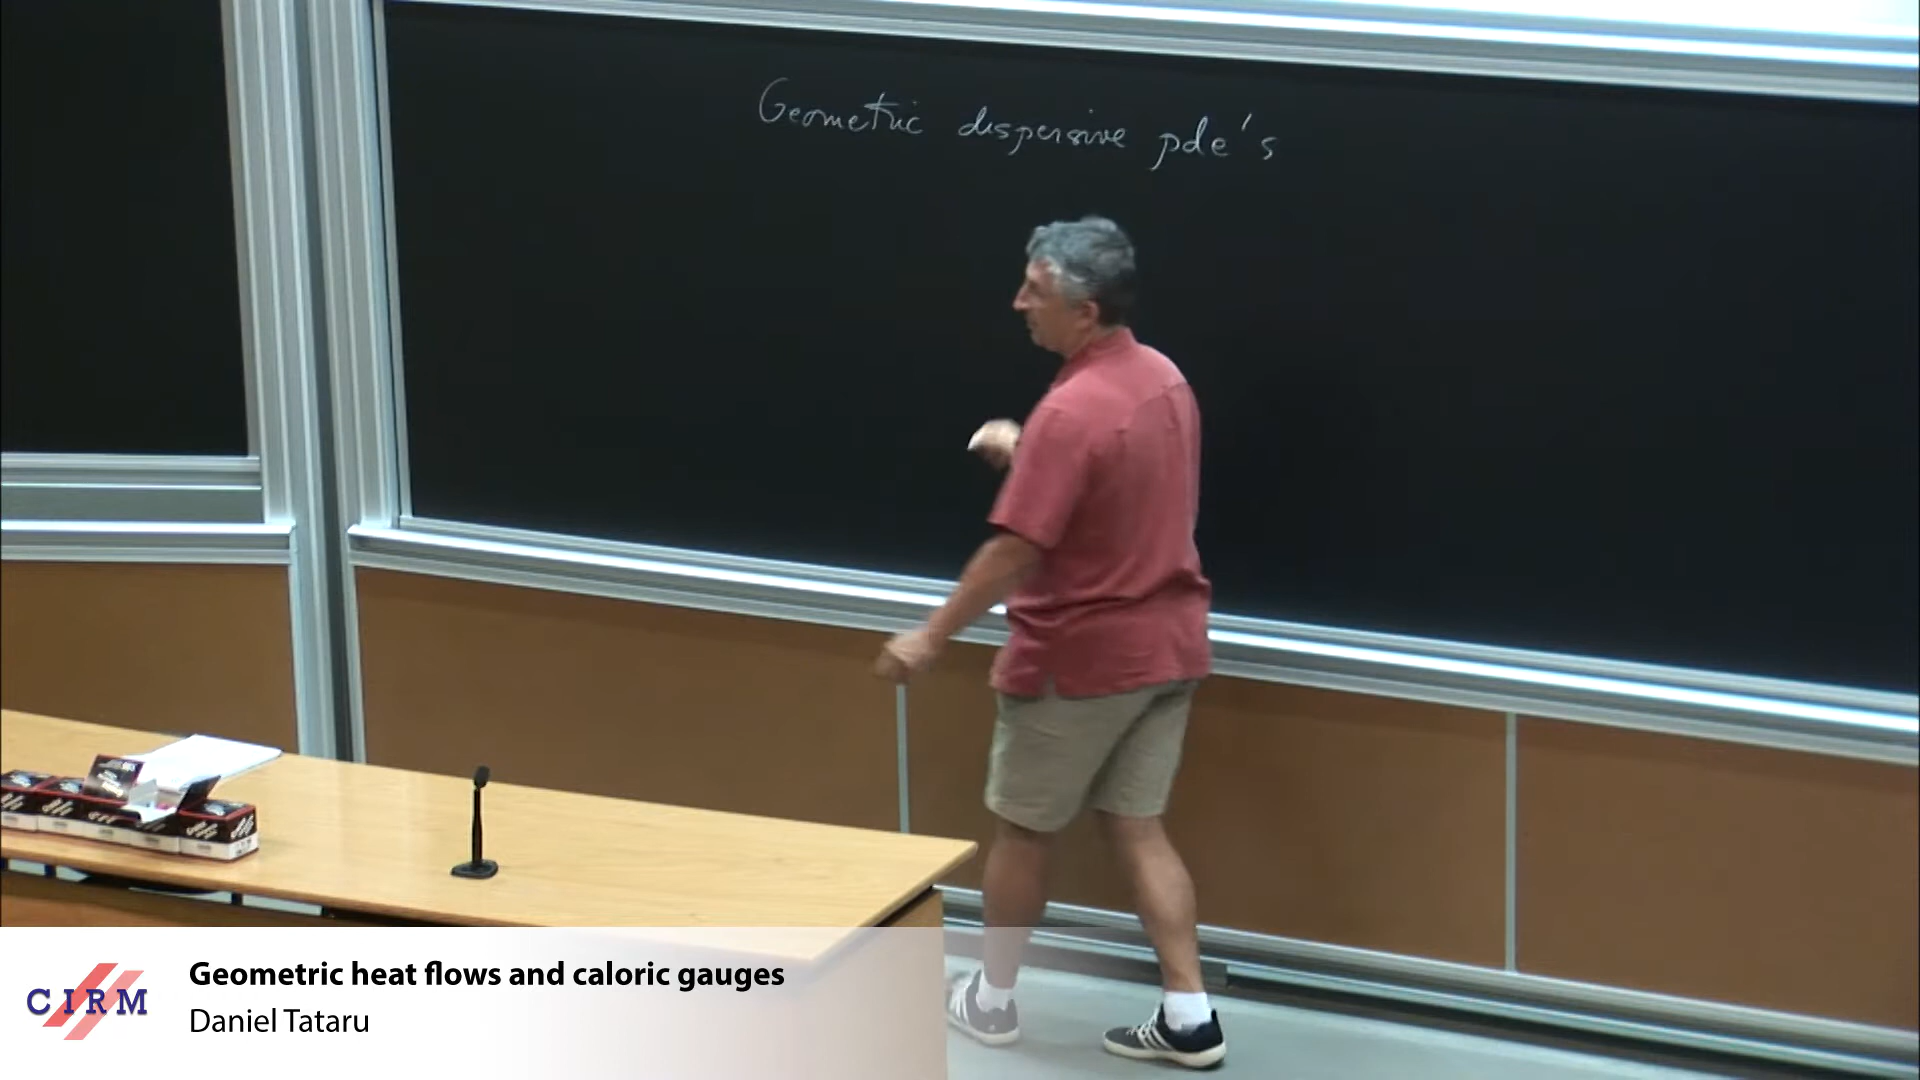 Geometric dispersive pde's
CIRM
Geometric heat flows and caloric gauges
Daniel Tataru